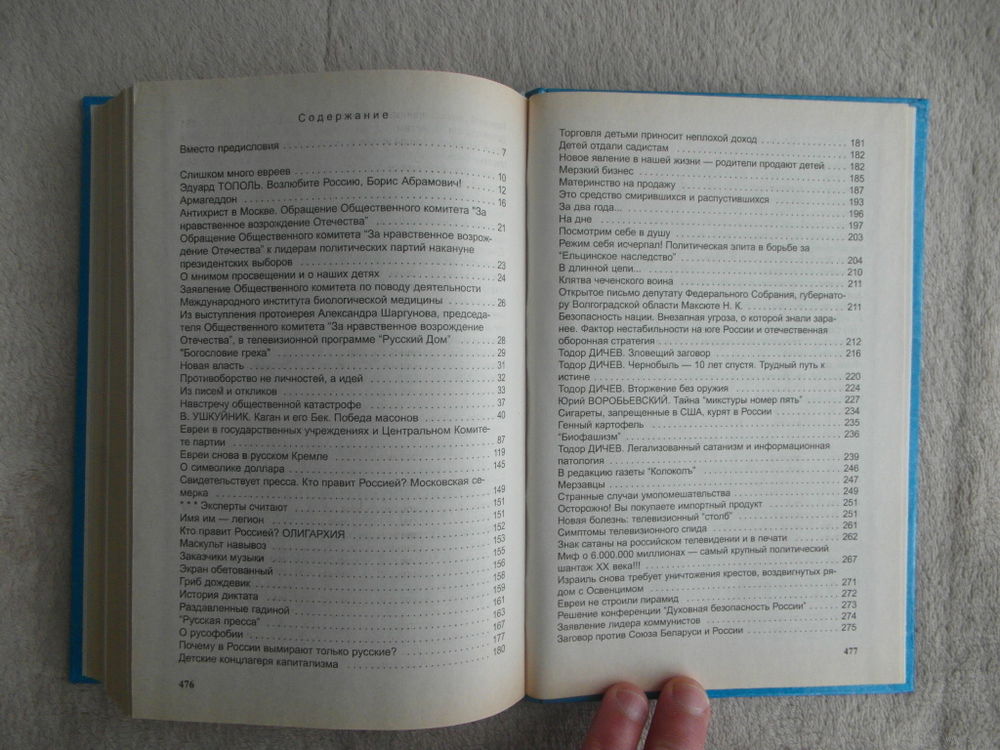 Содержание
Вместо предисловия 7
Слишком много евреев 10
Эдуард ТОПОЛЬ. Возлюбите Россию, Борис Абрамович! 12
Армагеддон 16
Антихрист в Москве. Обращение Общественного комитета "За
нравственное возрождение Отечества" 21
Обращение Общественного комитета "За нравственное возрож-
дение Отечества" к лидерам политических партий накануне
президентских выборов 23
О мнимом просвещении и о наших детях 24
Заявление Общественного комитета по поводу деятельности
Международного института биологической медицины 26
Из выступления протоиерея Александра Шаргунова, председа-
теля Общественного комитета "За нравственное возрождение
Отечества", в телевизионной программе "Русский Дом" 28
"Богословие греха" 29
Новая власть 31
Противоборство не личностей, а идей 32
Из писем и откликов 33
Навстречу общественной катастрофе 37
В. УШКУЙНИК. Каган и его Бек. Победа масонов 40
Евреи в государственных учреждениях и Центральном Комите-
те партии 87
Евреи снова в русском Кремле 119
О символике доллара 145
Свидетельствует пресса. Кто правит Россией? Московская се-
мерка 149
* * * Эксперты считают 151
Имя им — легион 151
Кто правит Россией? ОЛИГАРХИЯ 152
Маскульт навывоз 153
Заказчики музыки 155
Экран обетованный 156
Гриб дождевик 158
История диктата 159
Раздавленные гадиной 161
"Русская пресса" 163
О русофобии 167
Почему в России вымирают только русские? 177
Детские концлагеря капитализма 180
476
Торговля детьми приносит неплохой доход 181
Детей отдали садистам 182
Новое явление в нашей жизни — родители продают детей 182
Мерзкий бизнес 185
Материнство на продажу 187
Это средство смирившихся и распустившихся 193
За два года... 196
На дне 197
Посмотрим себе в душу 203
Режим себя исчерпал! Политическая элита в борьбе за
"Ельцинское наследство" 204
В длинной цепи... 210
Клятва чеченского воина 211
Открытое письмо депутату Федерального Собрания, губернато-
ру Волгоградской области Максюте Н. К. 211
Безопасность нации. Внезапная угроза, о которой знали зара-
нее. Фактор нестабильности на юге России и отечественная
оборонная стратегия 212
Тодор ДИЧЕВ. Зловещий заговор 216
Тодор ДИЧЕВ. Чернобыль — 10 лет спустя. Трудный путь к
истине 220
Тодор ДИЧЕВ. Вторжение без оружия 224
Юрий ВОРОБЬЕВСКИЙ. Тайна "миктуры номер пять" 227
Сигареты, запрещенные в США, курят в России 234
Генный картофель 235
"Биофашизм" 236
Тодор ДИЧЕВ. Легализованный сатанизм и информационная
патология 239
В редакцию газеты "Колоколъ" 246
Мерзавцы 247
Странные случаи умопомешательства 249
Осторожно! Вы покупаете импортный продукт 251
Новая болезнь: телевизионный "столб" 251
Симптомы телевизионного спида 261
Знак сатаны на российском телевидении и в печати 262
Миф о 6.000.000 миллионах — самый крупный политический
шантаж XX века!!! 267
Израиль снова требует уничтожения крестов, воздвигнутых ря-
дом с Освенцимом 271
Евреи не строили пирамид 272
Решение конференции "Духовная безопасность России" 273
Заявление лидера коммунистов 274
Заговор против Союза Беларуси и России 275
477